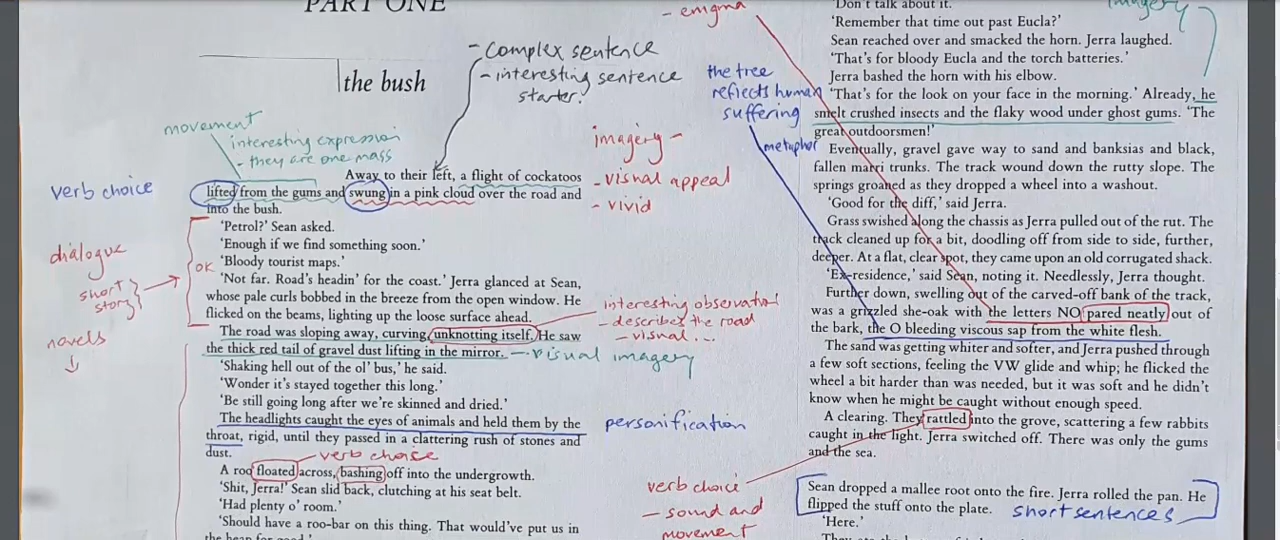 PART ONE
the bush
- complex sentence
- interesting sentence
starter.
movement
interesting expression
- they are one mass
verb choice
imagery -
- visual appeal
- vivid
Away to their left, a flight of cockatoos
lifted from the gums and swung in a pink cloud over the road and
into the bush.
'Petrol?' Sean asked.
'Enough if we find something soon.'
'Bloody tourist maps.'
'Not far. Road's headin' for the coast.' Jerra glanced at Sean,
whose pale curls bobbed in the breeze from the open window. He
flicked on the beams, lighting up the loose surface ahead.
dialogue
short
story
OK
novels
The road was sloping away, curving, unknotting itself. He saw
the thick red tail of gravel dust lifting in the mirror.
- visual imagery
interesting observation
- describes the road
- visual ...
'Shaking hell out of the ol' bus,' he said.
'Wonder it's stayed together this long.'
'Be still going long after we're skinned and dried.'
The headlights caught the eyes of animals and held them by the
throat, rigid, until they passed in a clattering rush of stones and
dust.
personification
verb choice
A roo floated across, bashing off into the undergrowth.
'Shit, Jerra!' Sean slid back, clutching at his seat belt.
'Had plenty o' room.'
'Should have a roo-bar on this thing. That would've put us in
- enigma
the tree
reflects human
suffering
metaphor
imagery
'Don't talk about it.'
'Remember that time out past Eucla?'
Sean reached over and smacked the horn. Jerra laughed.
'That's for bloody Eucla and the torch batteries.'
Jerra bashed the horn with his elbow.
'That's for the look on your face in the morning.' Already, he
smelt crushed insects and the flaky wood under ghost gums. 'The
great outdoorsmen!'
Eventually, gravel gave way to sand and banksias and black,
fallen marri trunks. The track wound down the rutty slope. The
springs groaned as they dropped a wheel into a washout.
'Good for the diff,' said Jerra.
Grass swished along the chassis as Jerra pulled out of the rut. The
track cleaned up for a bit, doodling off from side to side, further,
deeper. At a flat, clear spot, they came upon an old corrugated shack.
'Ex-residence,' said Sean, noting it. Needlessly, Jerra thought.
Further down, swelling out of the carved-off bank of the track,
was a grizzled she-oak with the letters NO pared neatly out of
the bark, the O bleeding viscous sap from the white flesh.
The sand was getting whiter and softer, and Jerra pushed through
a few soft sections, feeling the VW glide and whip; he flicked the
wheel a bit harder than was needed, but it was soft and he didn't
know when he might be caught without enough speed.
A clearing. They rattled into the grove, scattering a few rabbits
caught in the light. Jerra switched off. There was only the gums
and the sea.
verb choice
- sound and
movement
Sean dropped a mallee root onto the fire. Jerra rolled the pan. He
flipped the stuff onto the plate.
short sentences
'Here.'